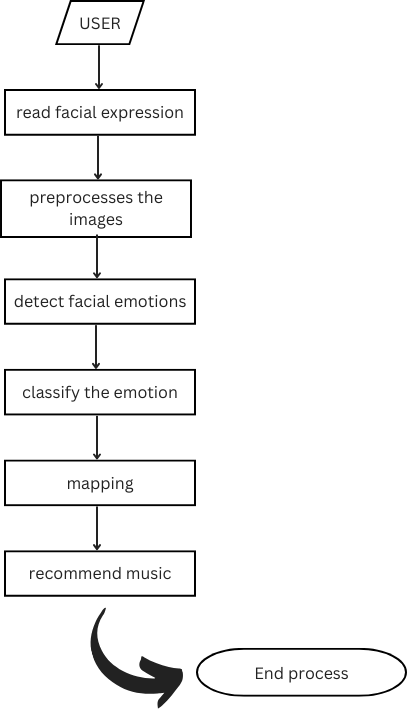 USER
read facial expression
preprocesses the
images
detect facial emotions
classify the emotion
mapping
recommend music
End process